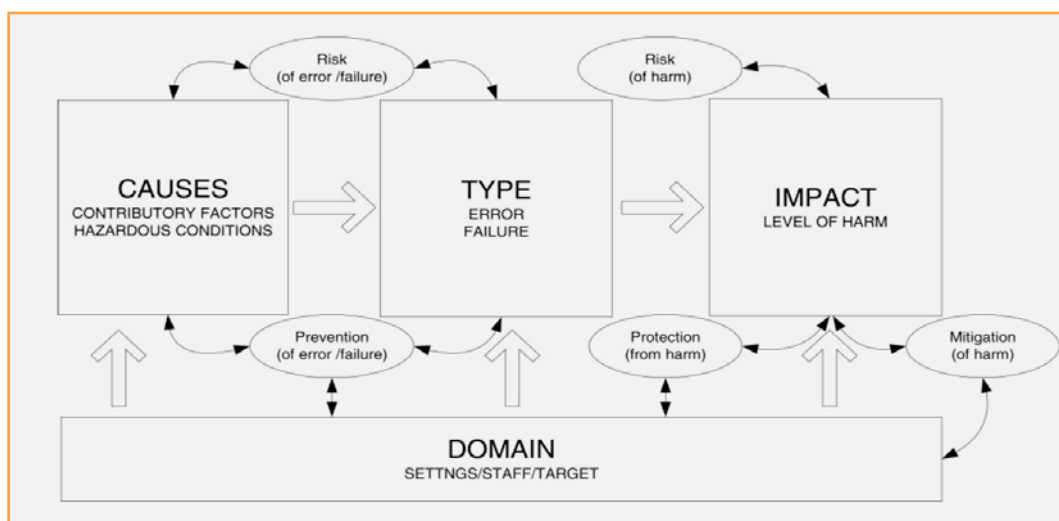 Risk
(of error /failure)
Risk
(of harm)
CAUSES
CONTRIBUTORY FACTORS
HAZARDOUS CONDITIONS
TYPE
ERROR
FAILURE
IMPACT
LEVEL OF HARM
Prevention
(of error /failure)
Protection
(from harm)
Mitigation
(of harm)
DOMAIN
SETTNGS/STAFF/TARGET